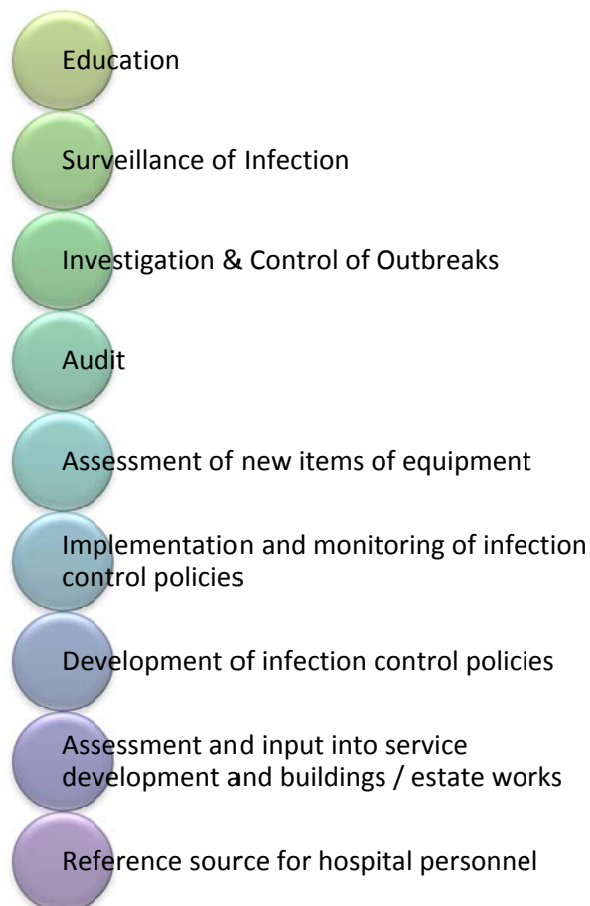 Education
Surveillance of Infection
Investigation & Control of Outbreaks
Audit
Assessment of new items of equipment
Implementation and monitoring of infection
control policies
Development of infection control policies
Assessment and input into service
development and buildings / estate works
Reference source for hospital personnel